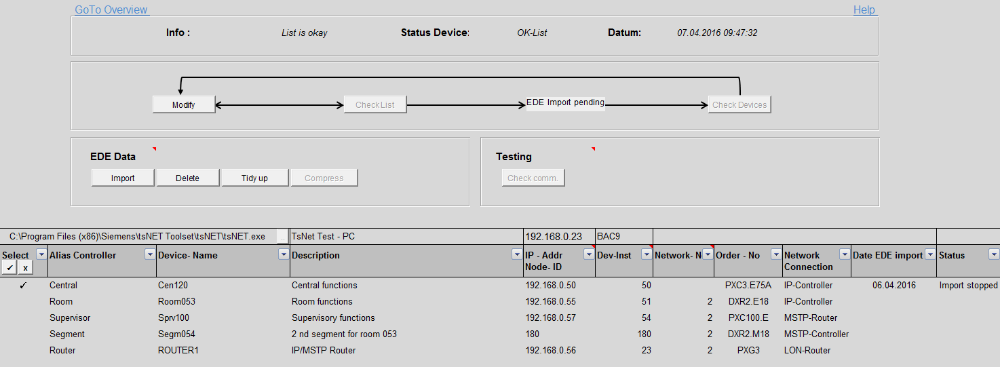 GoTo Overview Help
Info : List is okay Status Device: OK-List Datum: 07.04.2016 09:47:32
Modify Check List EDE Import pending Check Devices
EDE Data Testing
Import Delete Tidy up Compress Check comm.
C:\Program Files (x86)\Siemens\tsNET Toolset\tsNET\tsNET.exe ... TsNet Test - PC 192.168.0.23 BAC9
Select Alias Controller Device- Name Description IP - Addr Dev-Inst Network- N Order - No Network Date EDE import Status
✓ x Node- ID Connection
✓ Central Cen120 Central functions 192.168.0.50 50 PXC3.E75A IP-Controller 06.04.2016 Import stopped
Room Room053 Room functions 192.168.0.55 51 2 DXR2.E18 IP-Controller
Supervisor Sprv100 Supervisory functions 192.168.0.57 54 2 PXC100.E MSTP-Router
Segment Segm054 2 nd segment for room 053 180 180 2 DXR2.M18 MSTP-Controller
Router ROUTER1 IP/MSTP Router 192.168.0.56 23 2 PXG3 LON-Router